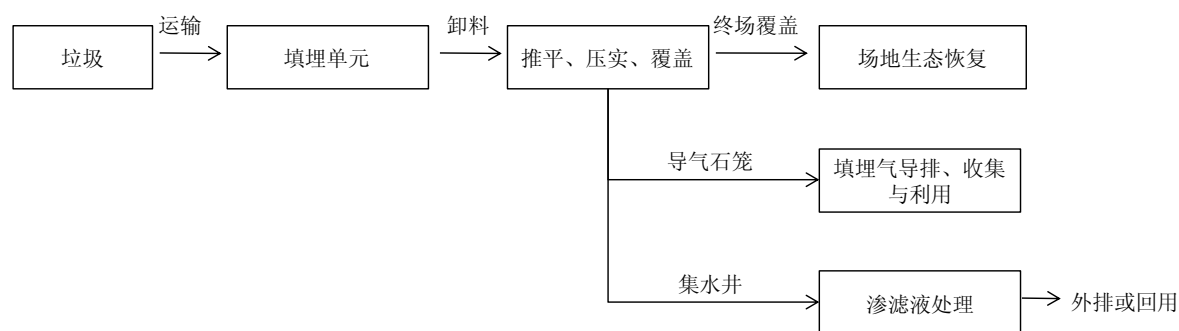 运输
卸料
终场覆盖
垃圾
填埋单元
推平、压实、覆盖
场地生态恢复
导气石笼
填埋气导排、收集
与利用
集水井
渗滤液处理
外排或回用